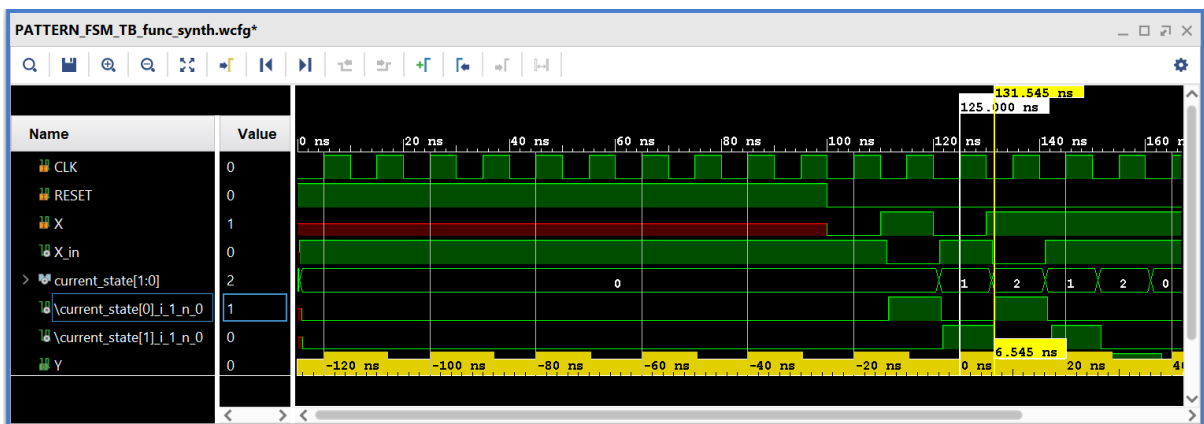 PATTERN_FSM_TB_func_synth.wcfg*
131.545 ns
125.000 ns
Name Value
0 ns 20 ns 40 ns 60 ns 80 ns 100 ns 120 ns 140 ns 160 n
CLK 0
RESET 0
X 1
X_in 0
current_state[1:0] 2 0 1 2 1 2 0
\current_state[0]_i_1_n_0 1
\current_state[1]_i_1_n_0 0
6.545 ns
Y 0 -120 ns -100 ns -80 ns -60 ns -40 ns -20 ns 0 ns 20 ns 4